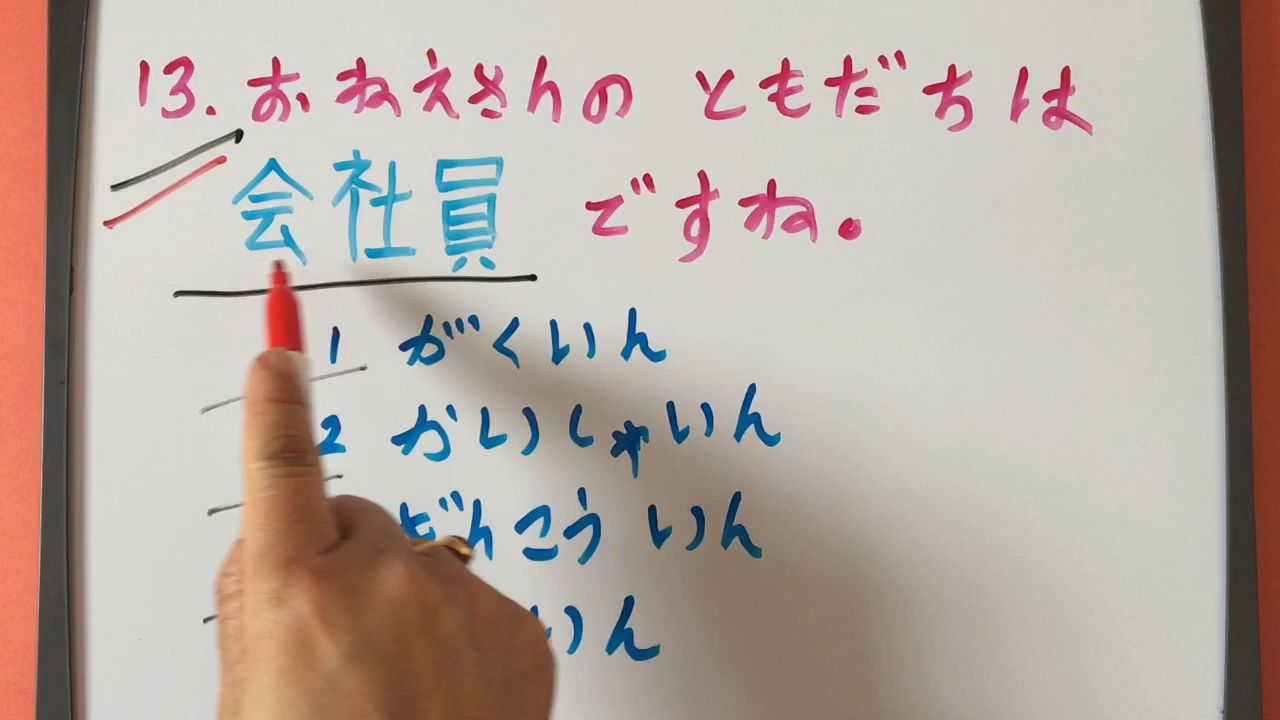 13. おねえさんの ともだちは
会社員 ですね。
1 がくいん
2 かいしゃいん
こういん
いん